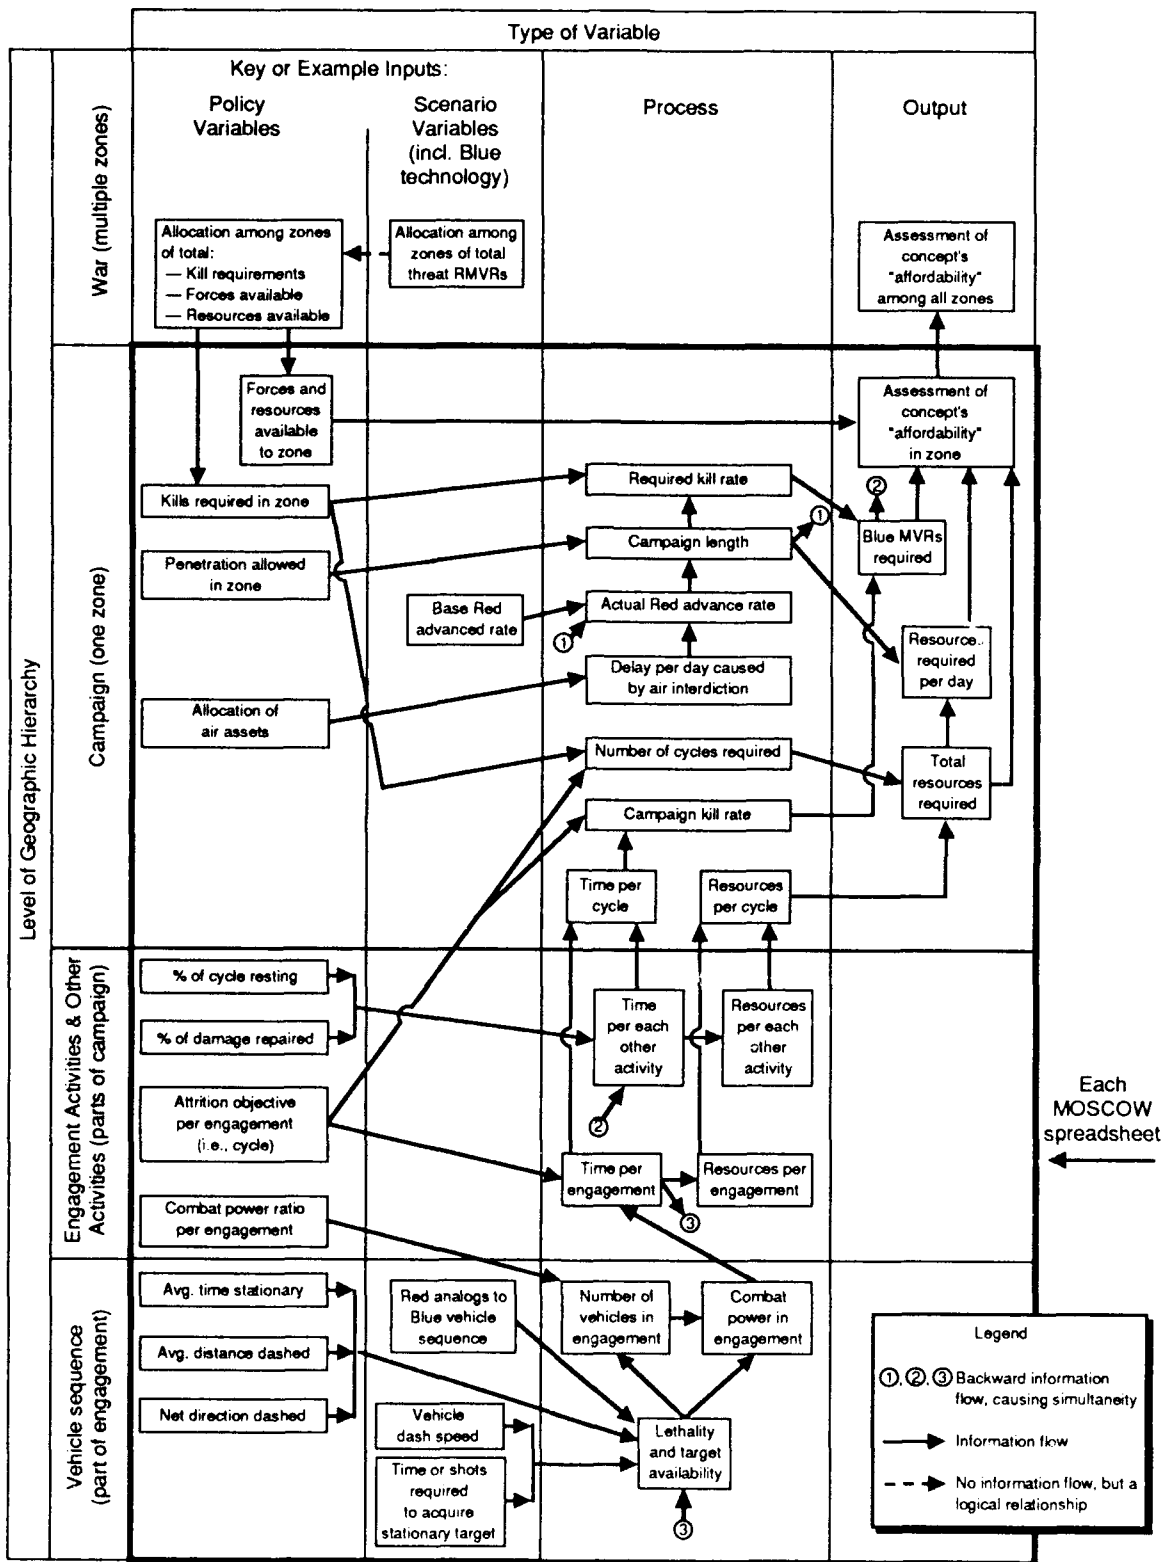 Type of Variable
Key or Example Inputs:
Policy
Variables
Scenario
Variables
(incl. Blue
technology)
Process
Output
Level of Geographic Hierarchy
War (multiple zones)
Allocation among zones
of total:
— Kill requirements
— Forces available
— Resources available
Allocation among
zones of total
threat RMVRs
Assessment of
concept's
"affordability"
among all zones
Campaign (one zone)
Forces and
resources
available
to zone
Assessment of
concept's
"affordability"
in zone
Kills required in zone
Required kill rate
②
①
Penetration allowed
in zone
Campaign length
Blue MVRs
required
Base Red
advanced rate
①
Actual Red advance rate
Delay per day caused
by air interdiction
Resource..
required
per day
Allocation of
air assets
Number of cycles required
Total
resources
required
Campaign kill rate
Time per
cycle
Resources
per cycle
Engagement Activities & Other
Activities (parts of campaign)
% of cycle resting
% of damage repaired
Time
per each
other
activity
Resources
per each
other
activity
②
Attrition objective
per engagement
(i.e., cycle)
Time per
engagement
Resources per
engagement
③
Combat power ratio
per engagement
Each
MOSCOW
spreadsheet
Vehicle sequence
(part of engagement)
Avg. time stationary
Avg. distance dashed
Net direction dashed
Red analogs to
Blue vehicle
sequence
Number of
vehicles in
engagement
Combat
power in
engagement
Vehicle
dash speed
Time or shots
required
to acquire
stationary target
Lethality
and target
availability
③
Legend
①, ②, ③ Backward information
flow, causing simultaneity
Information flow
No information flow, but a
logical relationship